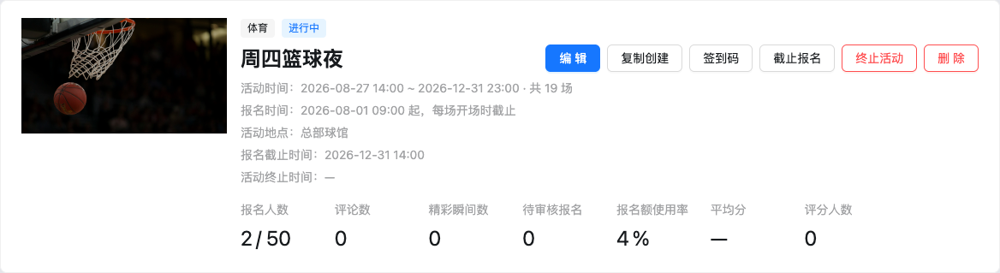 体育 进行中
周四篮球夜
编 辑 复制创建 签到码 截止报名 终止活动 删 除
活动时间：2026-08-27 14:00 ~ 2026-12-31 23:00 · 共 19 场
报名时间：2026-08-01 09:00 起，每场开场时截止
活动地点：总部球馆
报名截止时间：2026-12-31 14:00
活动终止时间：—
报名人数 评论数 精彩瞬间数 待审核报名 报名额使用率 平均分 评分人数
2 / 50 0 0 0 4 % — 0